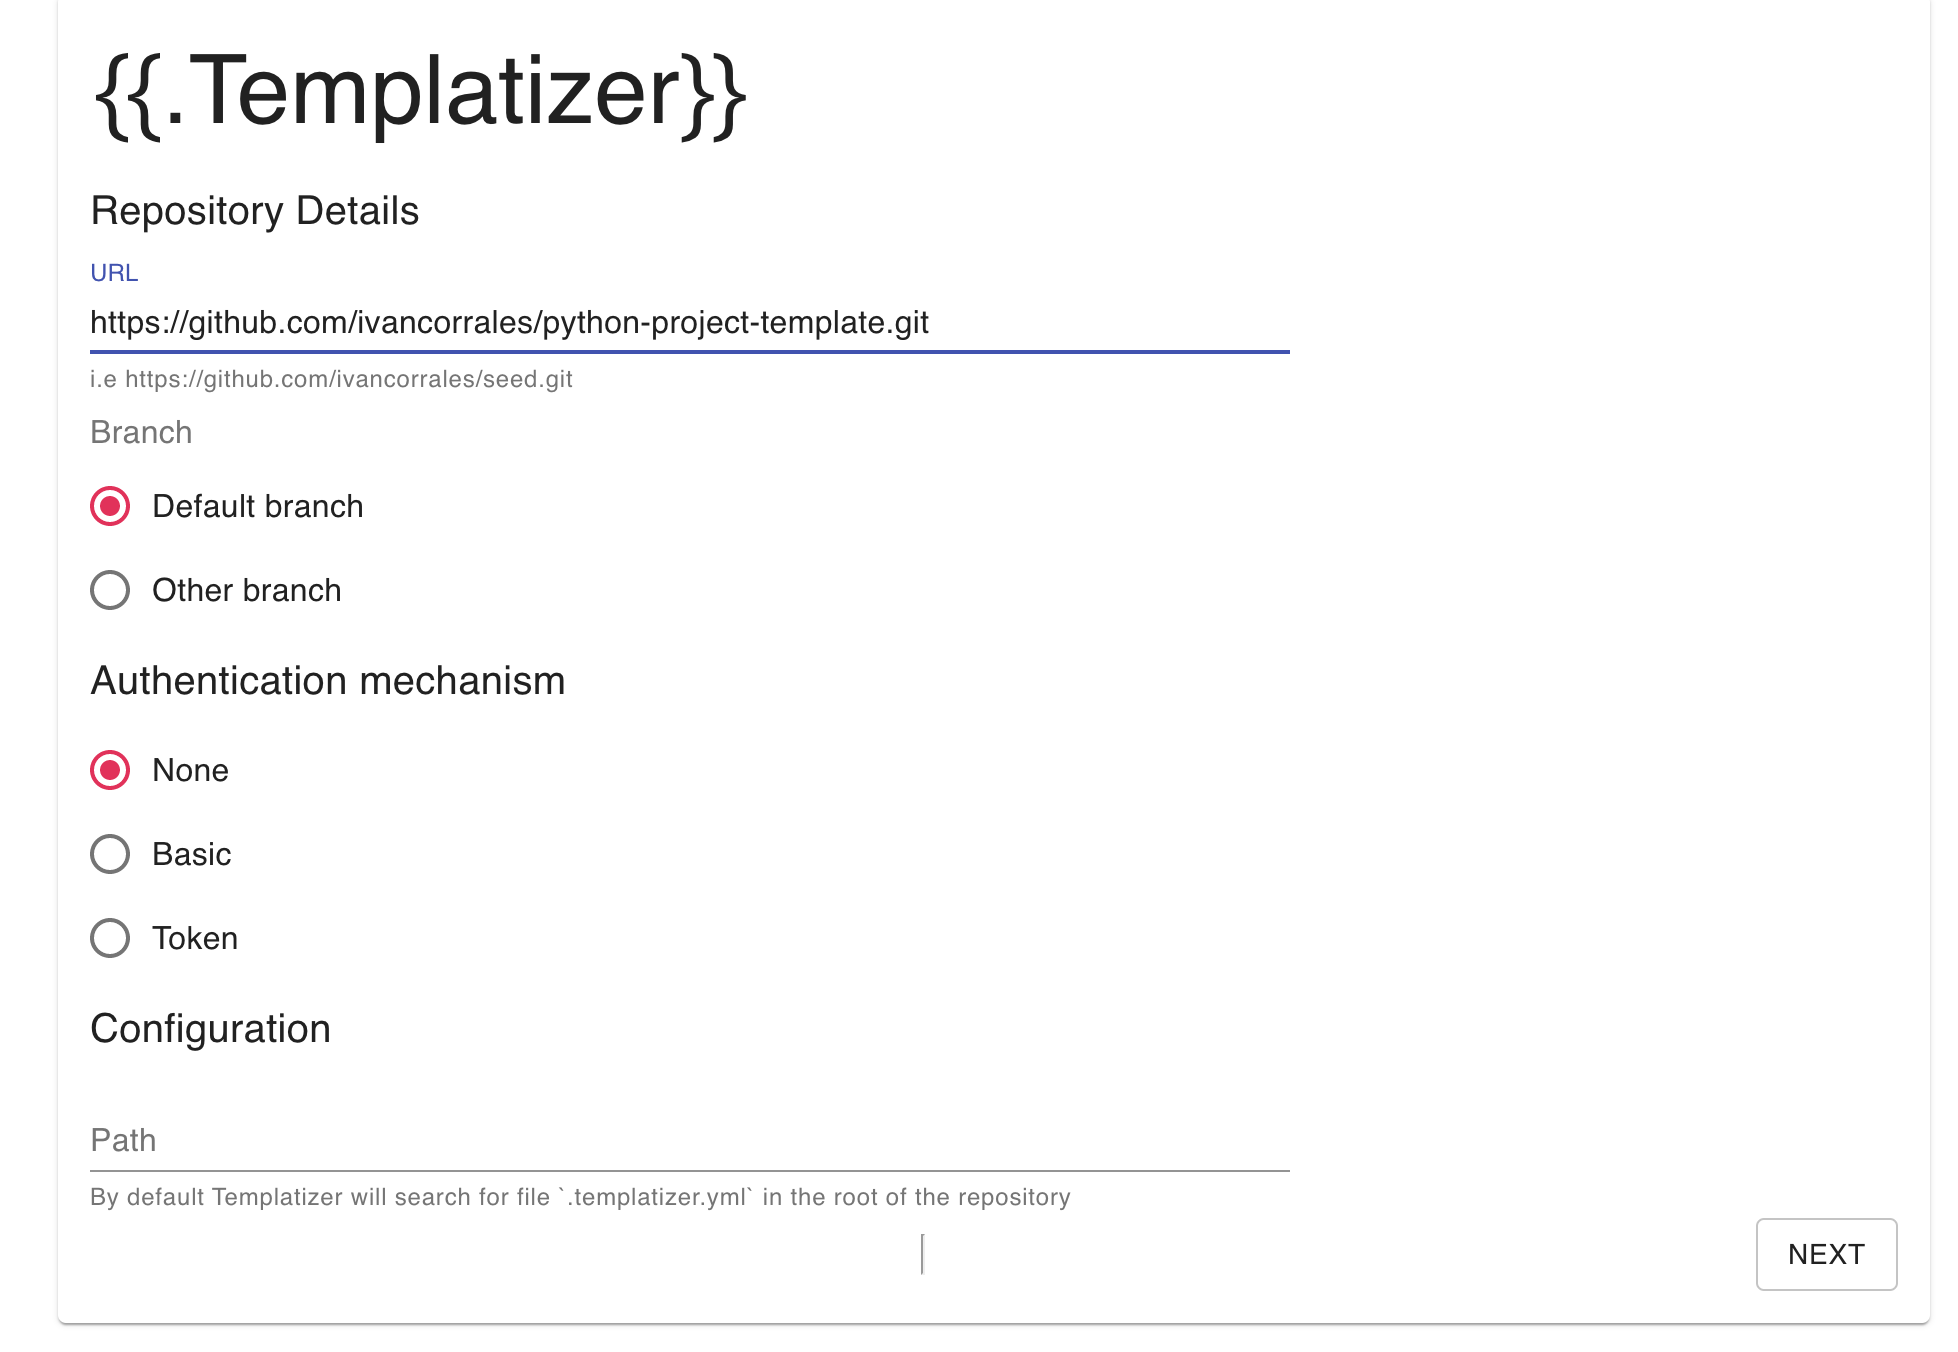 {{.Templatizer}}
Repository Details
URL
https://github.com/ivancorrales/python-project-template.git
i.e https://github.com/ivancorrales/seed.git
Branch
Default branch
Other branch
Authentication mechanism
None
Basic
Token
Configuration
Path
By default Templatizer will search for file `.templatizer.yml` in the root of the repository
NEXT